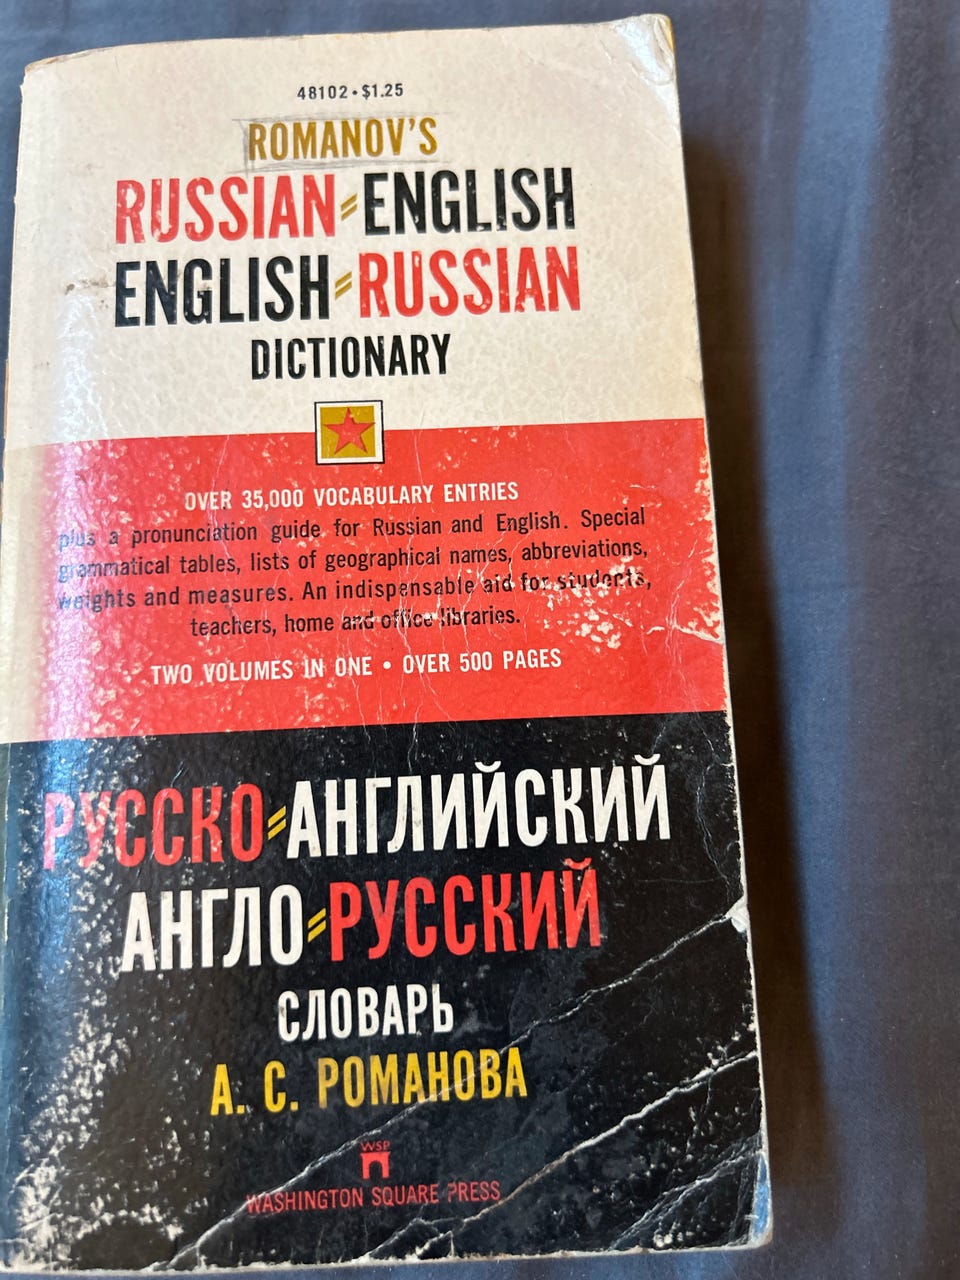 48102 • $1.25
ROMANOV'S
RUSSIAN=ENGLISH
ENGLISH=RUSSIAN
DICTIONARY
OVER 35,000 VOCABULARY ENTRIES
plus a pronunciation guide for Russian and English. Special
grammatical tables, lists of geographical names, abbreviations,
weights and measures. An indispensable aid for students,
teachers, home and office libraries.
TWO VOLUMES IN ONE • OVER 500 PAGES
РУССКО=АНГЛИЙСКИЙ
АНГЛО=РУССКИЙ
СЛОВАРЬ
А. С. РОМАНОВА
WSP
WASHINGTON SQUARE PRESS